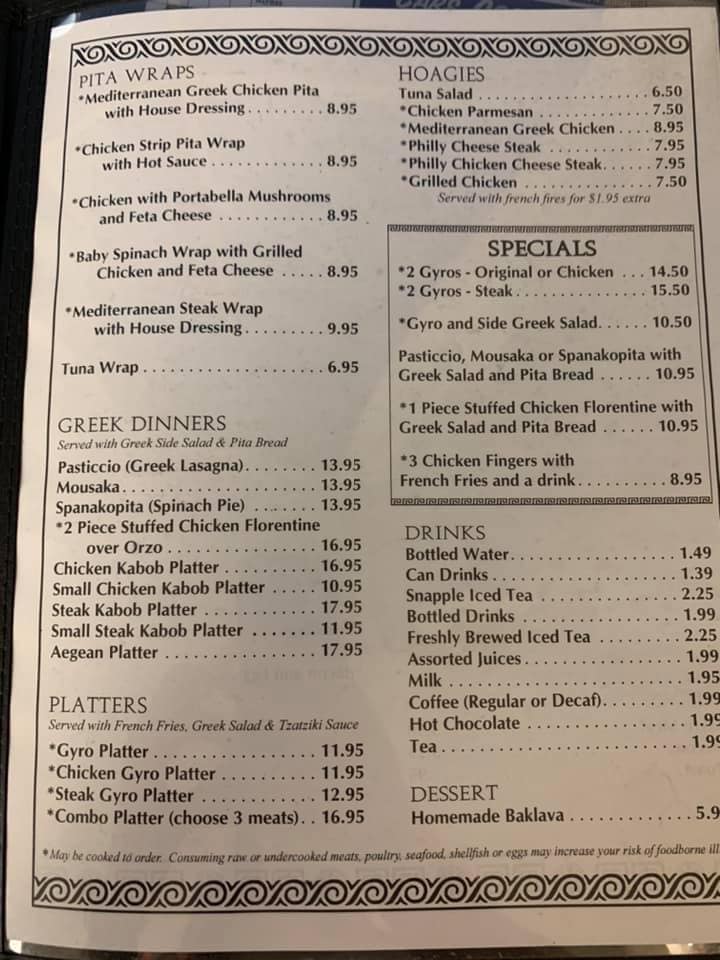 PITA WRAPS
*Mediterranean Greek Chicken Pita
with House Dressing......... 8.95
*Chicken Strip Pita Wrap
with Hot Sauce............ 8.95
*Chicken with Portabella Mushrooms
and Feta Cheese ............ 8.95
*Baby Spinach Wrap with Grilled
Chicken and Feta Cheese ..... 8.95
*Mediterranean Steak Wrap
with House Dressing......... 9.95
Tuna Wrap.................... 6.95
GREEK DINNERS
Served with Greek Side Salad & Pita Bread
Pasticcio (Greek Lasagna)........ 13.95
Mousaka...................... 13.95
Spanakopita (Spinach Pie) ....... 13.95
*2 Piece Stuffed Chicken Florentine
over Orzo ................. 16.95
Chicken Kabob Platter .......... 16.95
Small Chicken Kabob Platter ..... 10.95
Steak Kabob Platter ............ 17.95
Small Steak Kabob Platter ....... 11.95
Aegean Platter ................ 17.95
PLATTERS
Served with French Fries, Greek Salad & Tzatziki Sauce
*Gyro Platter.................. 11.95
*Chicken Gyro Platter .......... 11.95
*Steak Gyro Platter ............ 12.95
*Combo Platter (choose 3 meats).. 16.95
HOAGIES
Tuna Salad .................... 6.50
*Chicken Parmesan ............. 7.50
*Mediterranean Greek Chicken .... 8.95
*Philly Cheese Steak ............ 7.95
*Philly Chicken Cheese Steak...... 7.95
*Grilled Chicken ............... 7.50
Served with french fires for $1.95 extra
SPECIALS
*2 Gyros - Original or Chicken ... 14.50
*2 Gyros - Steak............... 15.50
*Gyro and Side Greek Salad...... 10.50
Pasticcio, Mousaka or Spanakopita with
Greek Salad and Pita Bread ...... 10.95
*1 Piece Stuffed Chicken Florentine with
Greek Salad and Pita Bread ...... 10.95
*3 Chicken Fingers with
French Fries and a drink.......... 8.95
DRINKS
Bottled Water................... 1.49
Can Drinks..................... 1.39
Snapple Iced Tea ............... 2.25
Bottled Drinks ................. 1.99
Freshly Brewed Iced Tea ......... 2.25
Assorted Juices................. 1.99
Milk ......................... 1.95
Coffee (Regular or Decaf)......... 1.99
Hot Chocolate ................. 1.99
Tea.......................... 1.99
DESSERT
Homemade Baklava ............. 5.9
*May be cooked to order. Consuming raw or undercooked meats, poultry, seafood, shellfish or eggs may increase your risk of foodborne ill